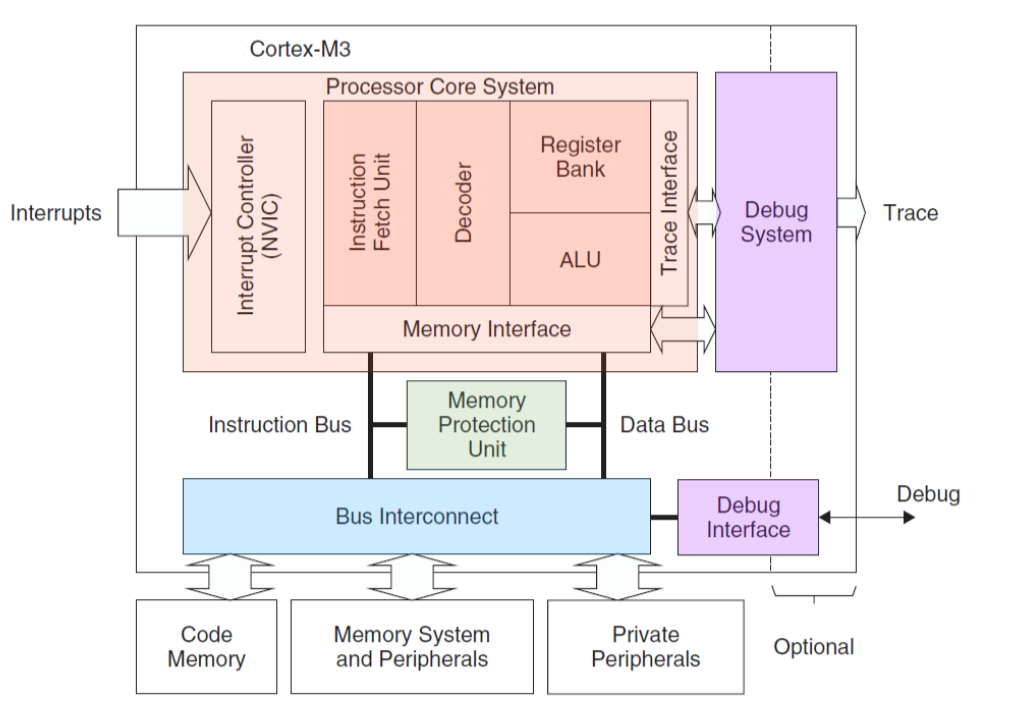 Cortex-M3
Processor Core System
Interrupts
Interrupt Controller
(NVIC)
Instruction
Fetch Unit
Decoder
Register
Bank
ALU
Trace Interface
Memory Interface
Debug
System
Trace
Instruction Bus
Memory
Protection
Unit
Data Bus
Bus Interconnect
Debug
Interface
Debug
Code
Memory
Memory System
and Peripherals
Private
Peripherals
Optional